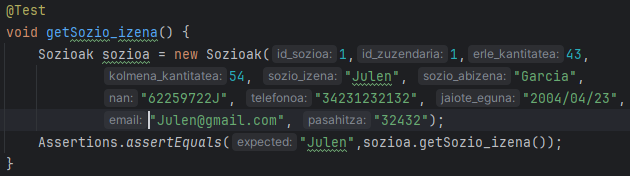 @Test
void getSozio_izena() {
Sozioak sozioa = new Sozioak( id_sozioa: 1, id_zuzendaria: 1, erle_kantitatea: 43,
kolmena_kantitatea: 54, sozio_izena: "Julen", sozio_abizena: "Garcia",
nan: "62259722J", telefonoa: "34231232132", jaiote_eguna: "2004/04/23",
email: "Julen@gmail.com", pasahitza: "32432");
Assertions.assertEquals( expected: "Julen",sozioa.getSozio_izena());
}